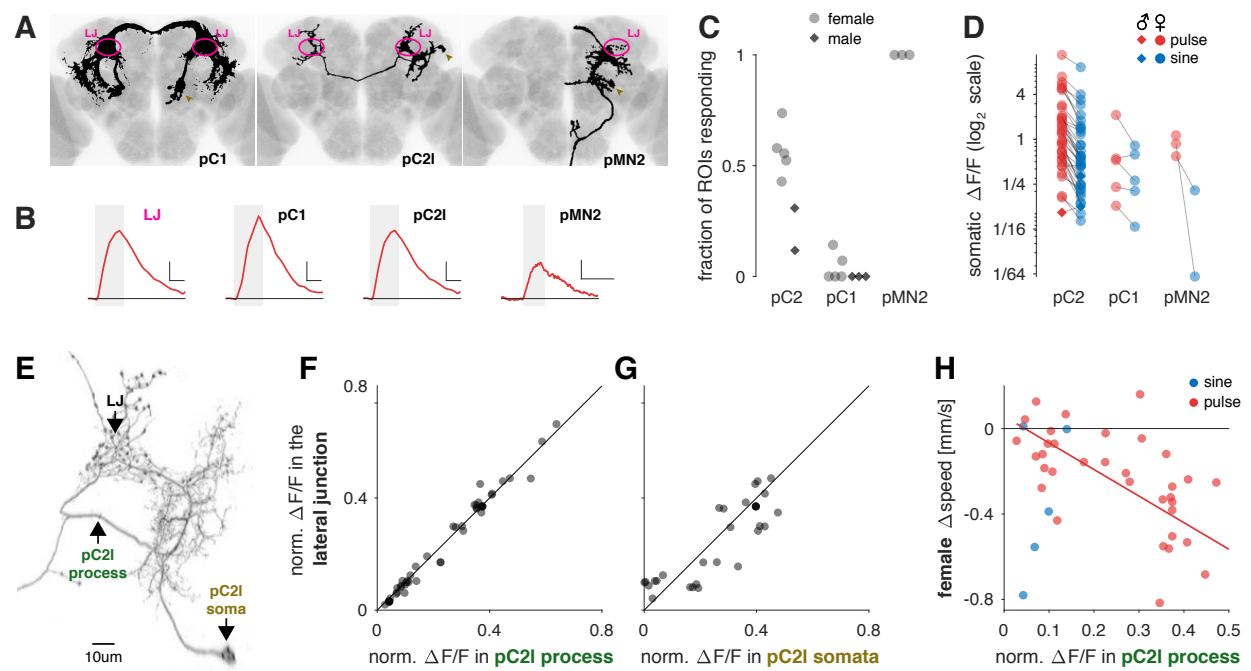 A
LJ
LJ
pC1
LJ
LJ
pC2l
LJ
pMN2
B
LJ
pC1
pC2l
pMN2
C
female
male
fraction of ROIs responding
1
0.5
0
pC2
pC1
pMN2
D
♂ ♀
pulse
sine
somatic ΔF/F (log2 scale)
4
1
1/4
1/16
1/64
pC2
pC1
pMN2
E
LJ
pC2l
process
pC2l
soma
10um
F
norm. ΔF/F in the
lateral junction
0.8
0.4
0
0
0.4
0.8
norm. ΔF/F in pC2l process
G
0
0.4
0.8
norm. ΔF/F in pC2l somata
H
sine
pulse
female Δspeed [mm/s]
0
-0.4
-0.8
0
0.1
0.2
0.3
0.4
0.5
norm. ΔF/F in pC2l process